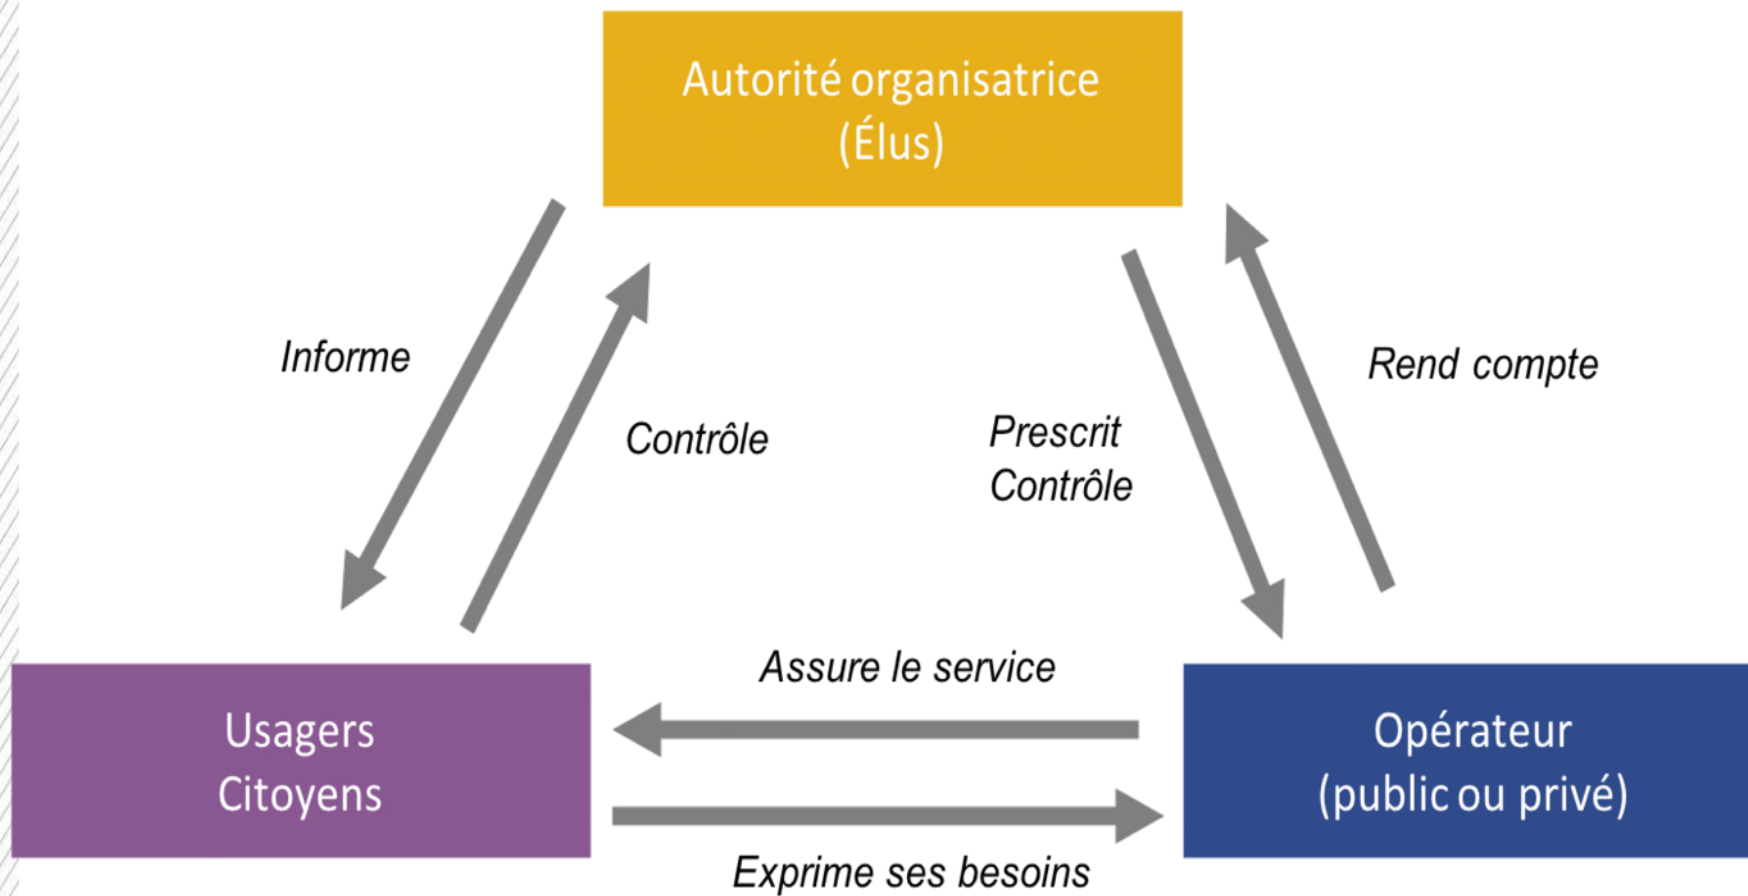 Autorité organisatrice
(Élus)
Informe
Contrôle
Prescrit
Contrôle
Rend compte
Assure le service
Usagers
Citoyens
Opérateur
(public ou privé)
Exprime ses besoins